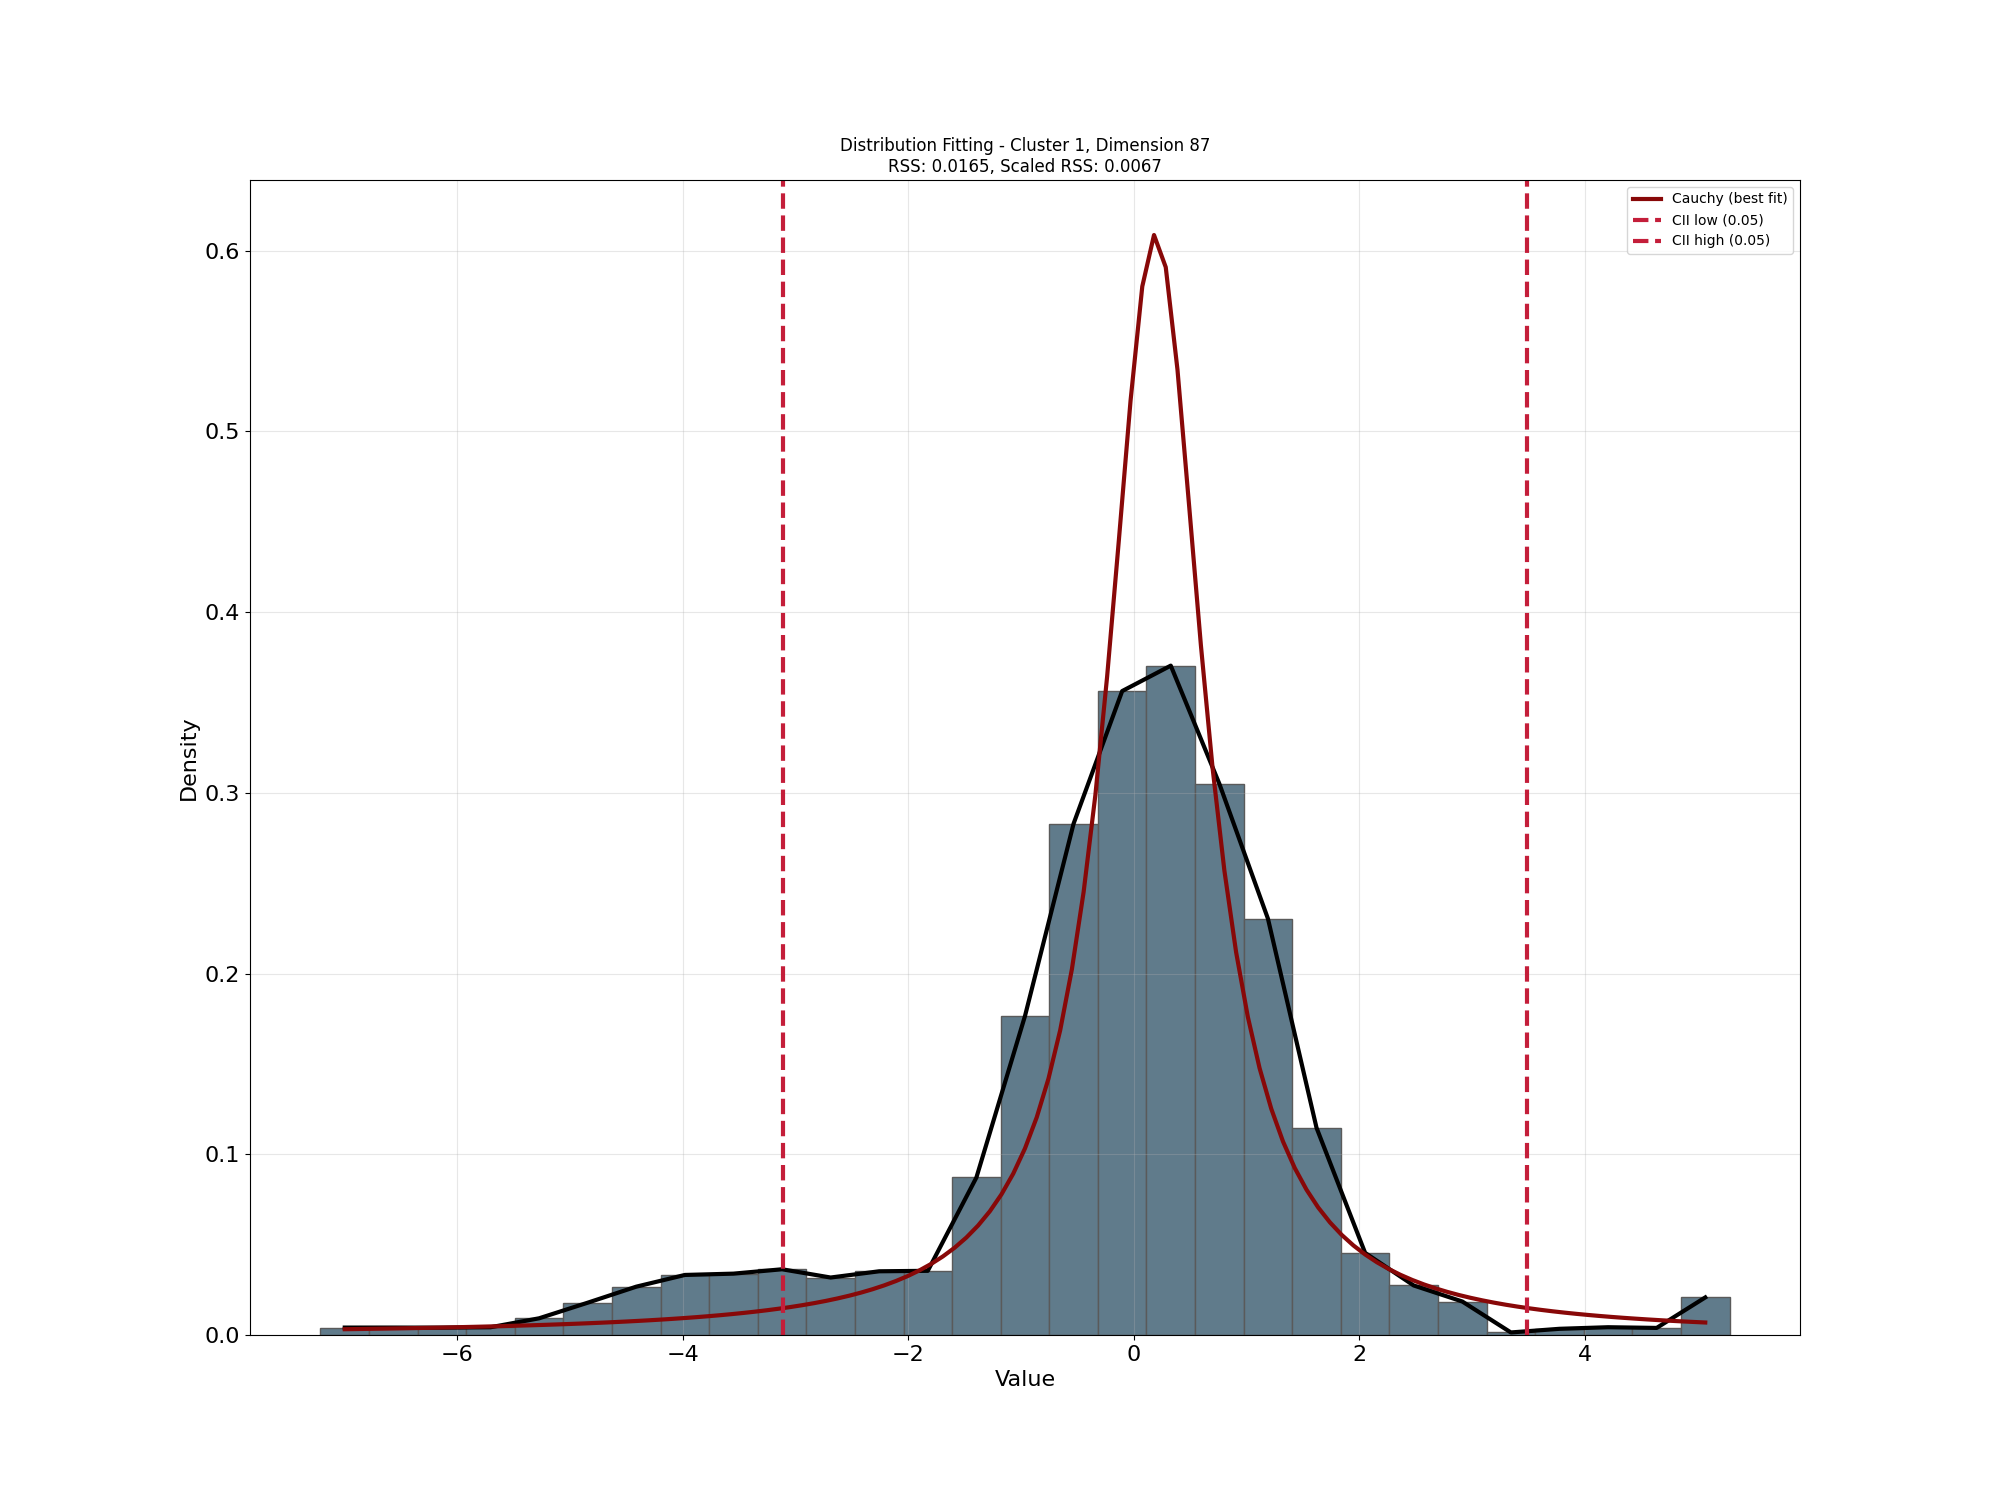 Distribution Fitting - Cluster 1, Dimension 87
RSS: 0.0165, Scaled RSS: 0.0067
Cauchy (best fit)
CII low (0.05)
CII high (0.05)
0.6
0.5
0.4
0.3
0.2
0.1
0.0
Density
−6
−4
−2
0
2
4
Value